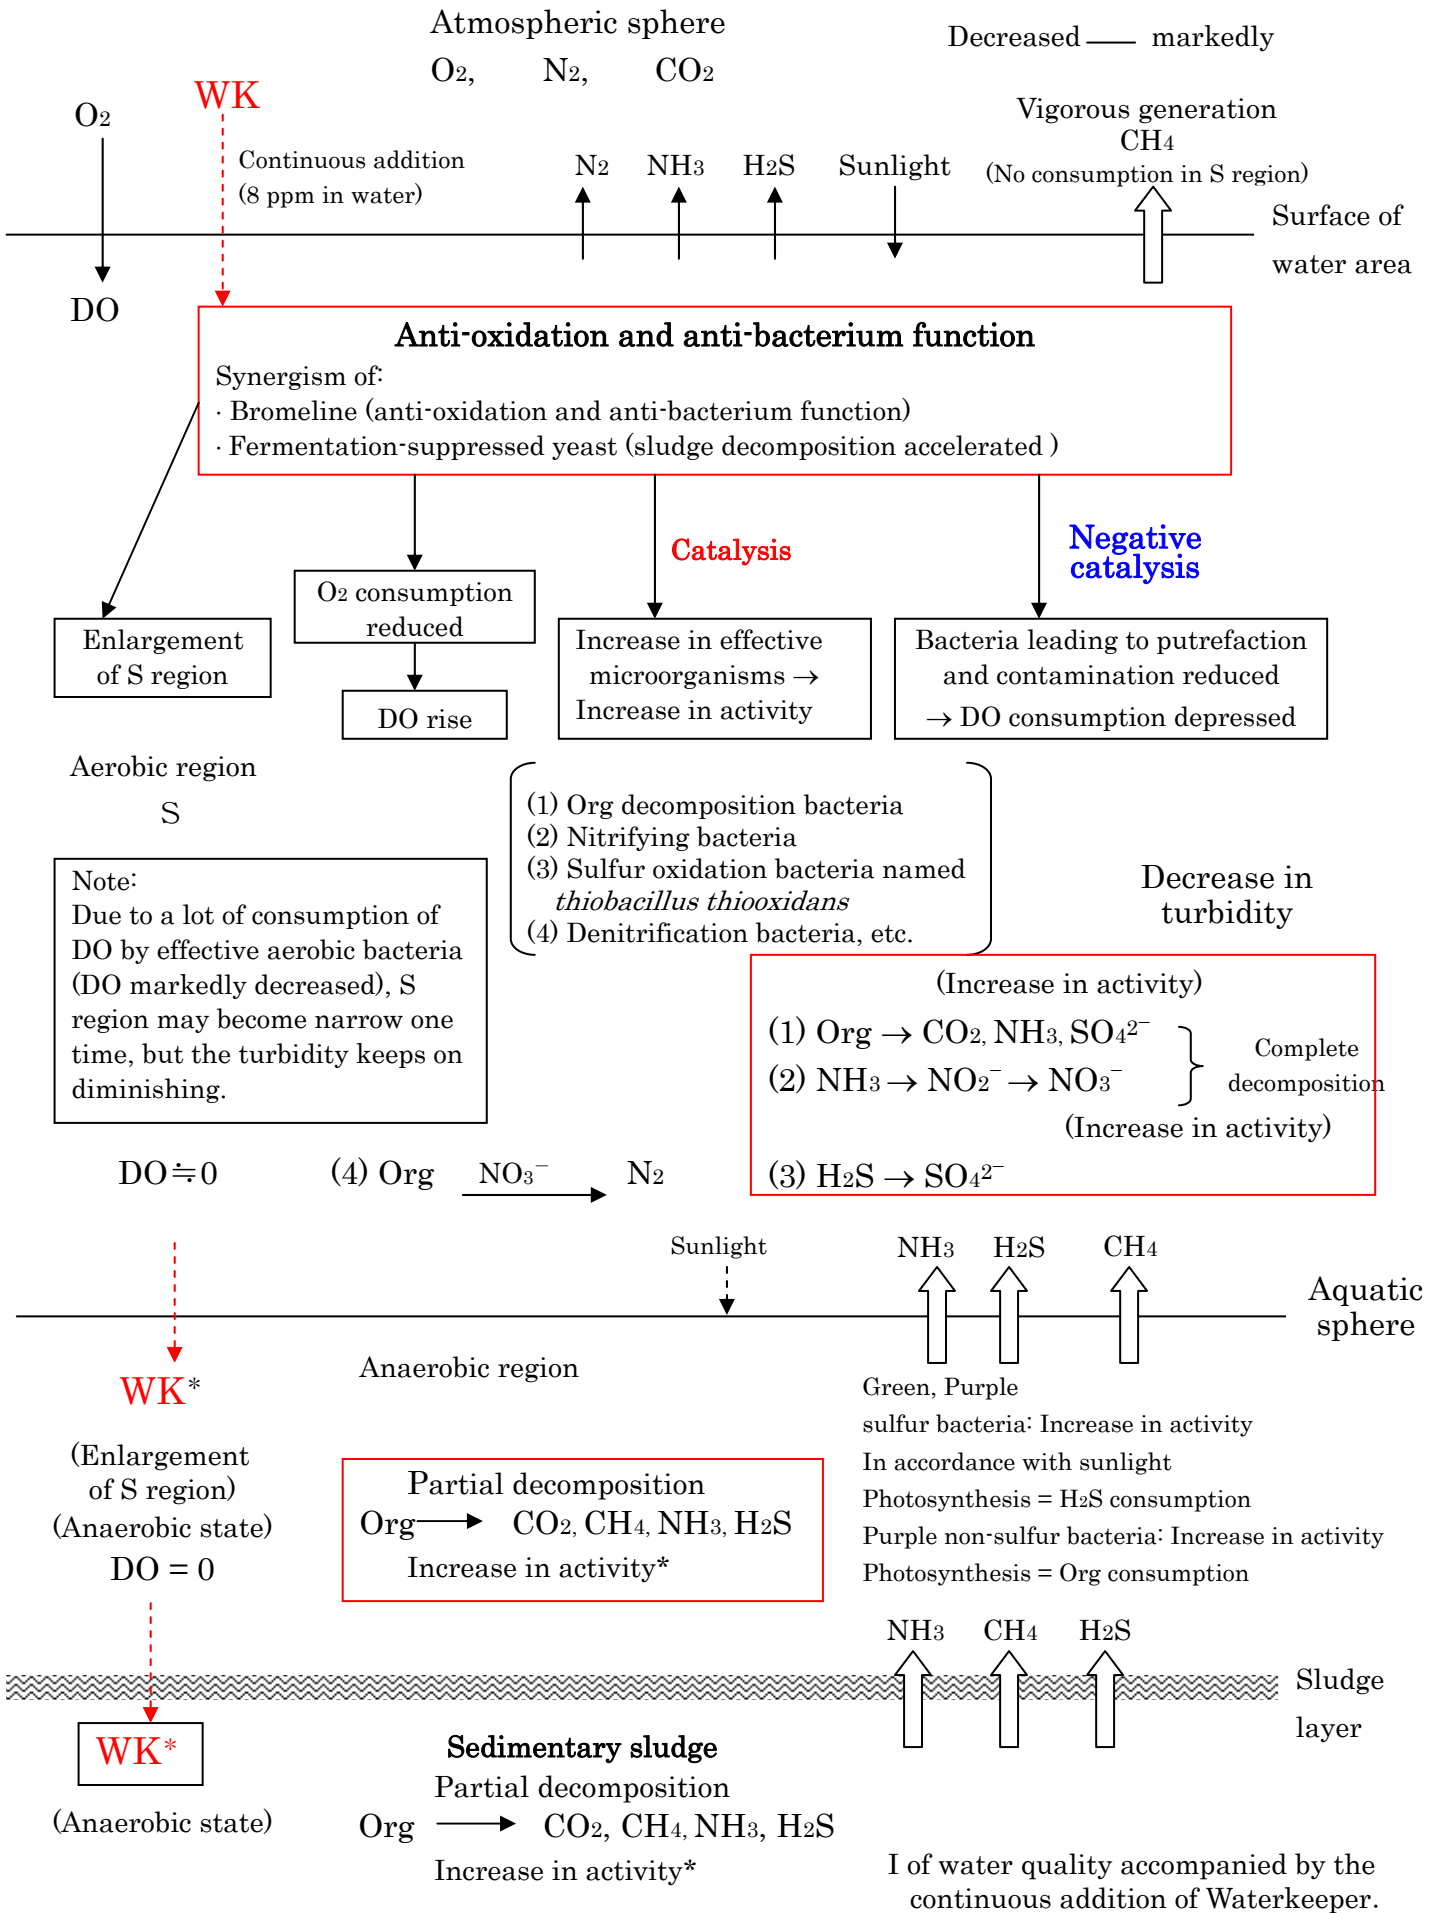 Atmospheric sphere
Decreased — markedly
O2, N2, CO2
WK
O2
Vigorous generation
CH4
(No consumption in S region)
Continuous addition
(8 ppm in water)
N2 NH3 H2S Sunlight
Surface of
water area
DO
Anti-oxidation and anti-bacterium function
Synergism of:
· Bromeline (anti-oxidation and anti-bacterium function)
· Fermentation-suppressed yeast (sludge decomposition accelerated )
Catalysis
Negative
catalysis
Enlargement
of S region
O2 consumption
reduced
DO rise
Increase in effective
microorganisms →
Increase in activity
Bacteria leading to putrefaction
and contamination reduced
→ DO consumption depressed
Aerobic region
S
(1) Org decomposition bacteria
(2) Nitrifying bacteria
(3) Sulfur oxidation bacteria named
thiobacillus thiooxidans
(4) Denitrification bacteria, etc.
Decrease in
turbidity
Note:
Due to a lot of consumption of
DO by effective aerobic bacteria
(DO markedly decreased), S
region may become narrow one
time, but the turbidity keeps on
diminishing.
(Increase in activity)
(1) Org → CO2, NH3, SO4²⁻
(2) NH3 → NO2⁻ → NO3⁻
Complete
decomposition
(Increase in activity)
(3) H2S → SO4²⁻
DO≒0
(4) Org NO3⁻ N2
Sunlight
NH3 H2S CH4
Aquatic
sphere
WK*
Anaerobic region
(Enlargement
of S region)
(Anaerobic state)
DO = 0
Partial decomposition
Org → CO2, CH4, NH3, H2S
Increase in activity*
Green, Purple
sulfur bacteria: Increase in activity
In accordance with sunlight
Photosynthesis = H2S consumption
Purple non-sulfur bacteria: Increase in activity
Photosynthesis = Org consumption
NH3 CH4 H2S
Sludge
layer
WK*
(Anaerobic state)
Sedimentary sludge
Partial decomposition
Org → CO2, CH4, NH3, H2S
Increase in activity*
I of water quality accompanied by the
continuous addition of Waterkeeper.